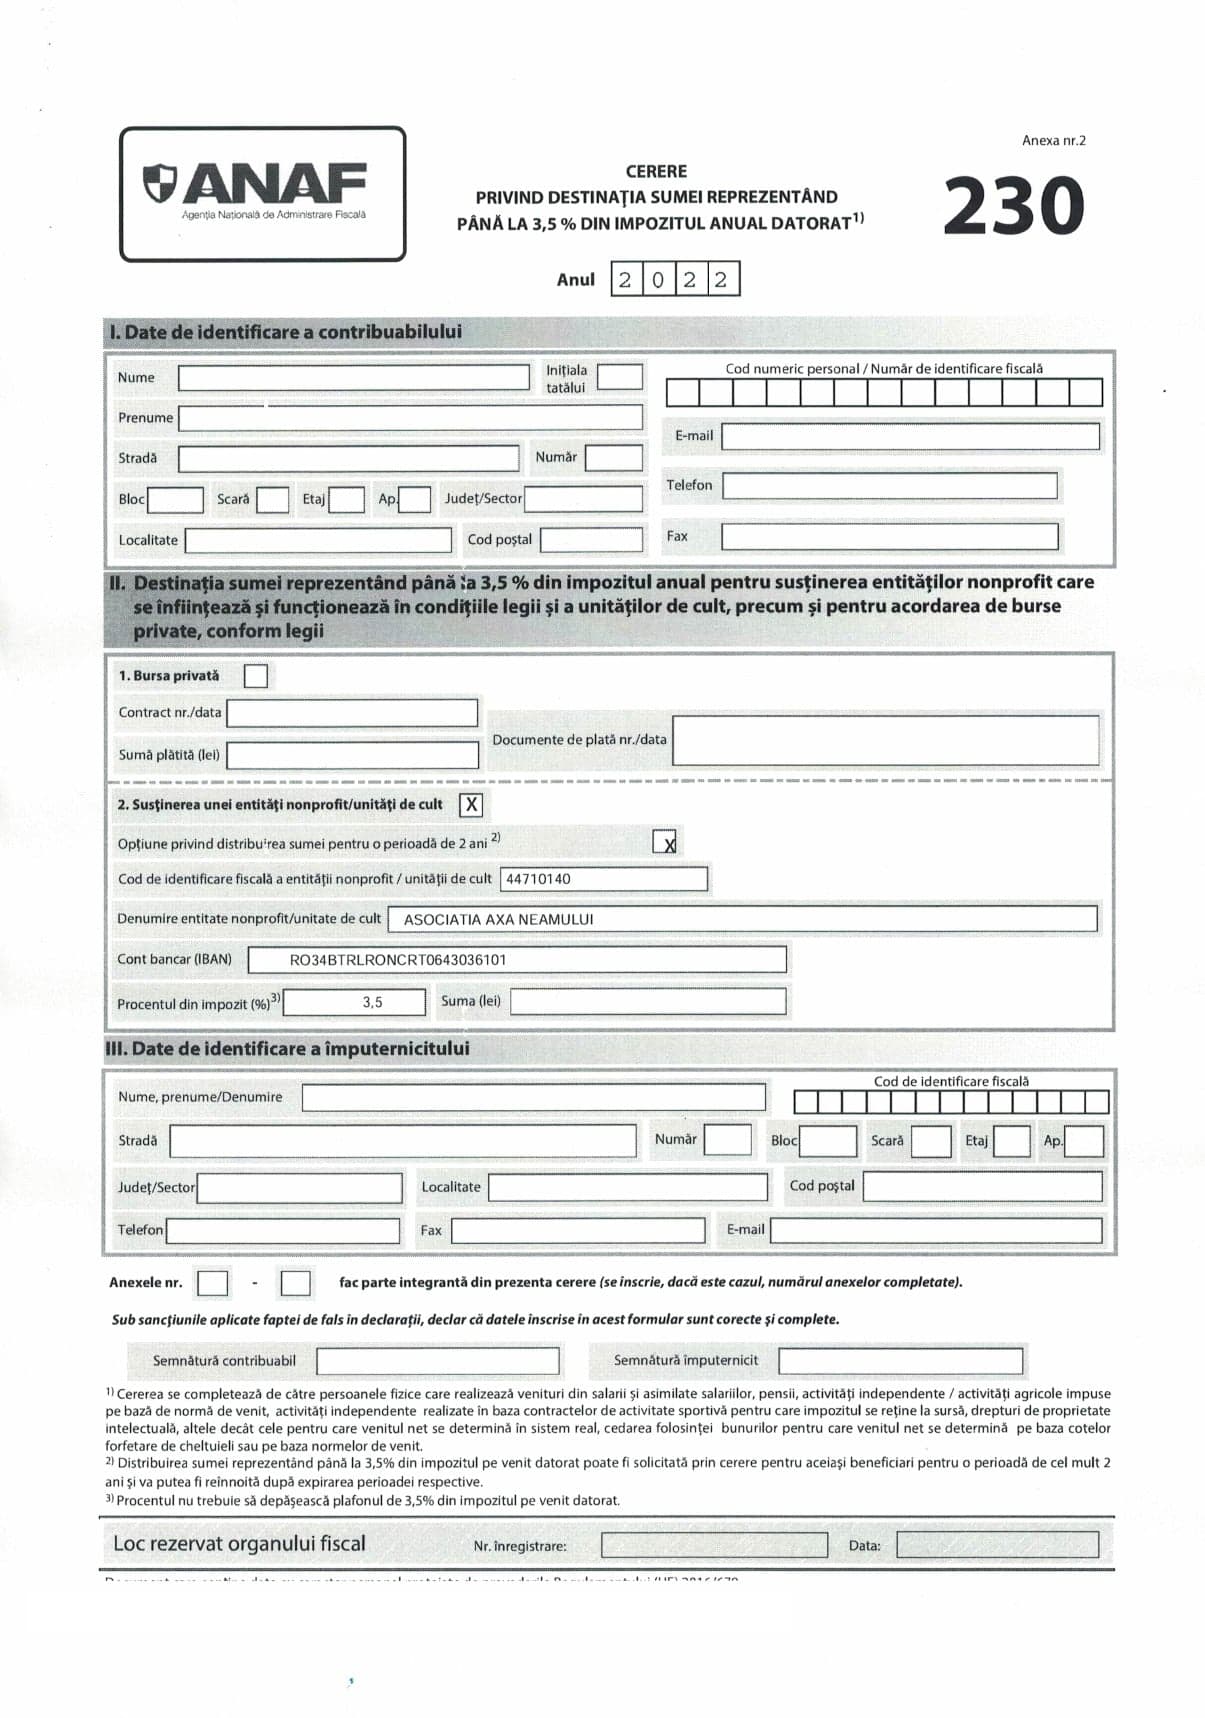 Anexa nr.2
ANAF
Agenția Națională de Administrare Fiscală
CERERE
PRIVIND DESTINAȚIA SUMEI REPREZENTÂND
PÂNĂ LA 3,5 % DIN IMPOZITUL ANUAL DATORAT1)
230
Anul 2 0 2 2
I. Date de identificare a contribuabilului
Nume
Inițiala tatălui
Cod numeric personal / Număr de identificare fiscală
Prenume
E-mail
Stradă
Număr
Telefon
Bloc Scară Etaj Ap. Județ/Sector
Localitate Cod poștal
Fax
II. Destinația sumei reprezentând până la 3,5 % din impozitul anual pentru susținerea entităților nonprofit care
se înființează și funcționează în condițiile legii și a unităților de cult, precum și pentru acordarea de burse
private, conform legii
1. Bursa privată
Contract nr./data
Documente de plată nr./data
Sumă plătită (lei)
2. Susținerea unei entități nonprofit/unități de cult X
Opțiune privind distribuirea sumei pentru o perioadă de 2 ani 2) X
Cod de identificare fiscală a entității nonprofit / unității de cult 44710140
Denumire entitate nonprofit/unitate de cult ASOCIATIA AXA NEAMULUI
Cont bancar (IBAN) RO34BTRLRONCRT0643036101
Procentul din impozit (%)3) 3,5 Suma (lei)
III. Date de identificare a împuternicitului
Cod de identificare fiscală
Nume, prenume/Denumire
Stradă Număr Bloc Scară Etaj Ap.
Județ/Sector Localitate Cod poștal
Telefon Fax E-mail
Anexele nr. - fac parte integrantă din prezenta cerere (se înscrie, dacă este cazul, numărul anexelor completate).
Sub sancțiunile aplicate faptei de fals în declarații, declar că datele înscrise în acest formular sunt corecte și complete.
Semnătură contribuabil Semnătură împuternicit
1) Cererea se completează de către persoanele fizice care realizează venituri din salarii și asimilate salariilor, pensii, activități independente / activități agricole impuse
pe bază de normă de venit, activități independente realizate în baza contractelor de activitate sportivă pentru care impozitul se reține la sursă, drepturi de proprietate
intelectuală, altele decât cele pentru care venitul net se determină în sistem real, cedarea folosinței bunurilor pentru care venitul net se determină pe baza cotelor
forfetare de cheltuieli sau pe baza normelor de venit.
2) Distribuirea sumei reprezentând până la 3,5% din impozitul pe venit datorat poate fi solicitată prin cerere pentru aceiași beneficiari pentru o perioadă de cel mult 2
ani și va putea fi reînnoită după expirarea perioadei respective.
3) Procentul nu trebuie să depășească plafonul de 3,5% din impozitul pe venit datorat.
Loc rezervat organului fiscal Nr. înregistrare: Data: